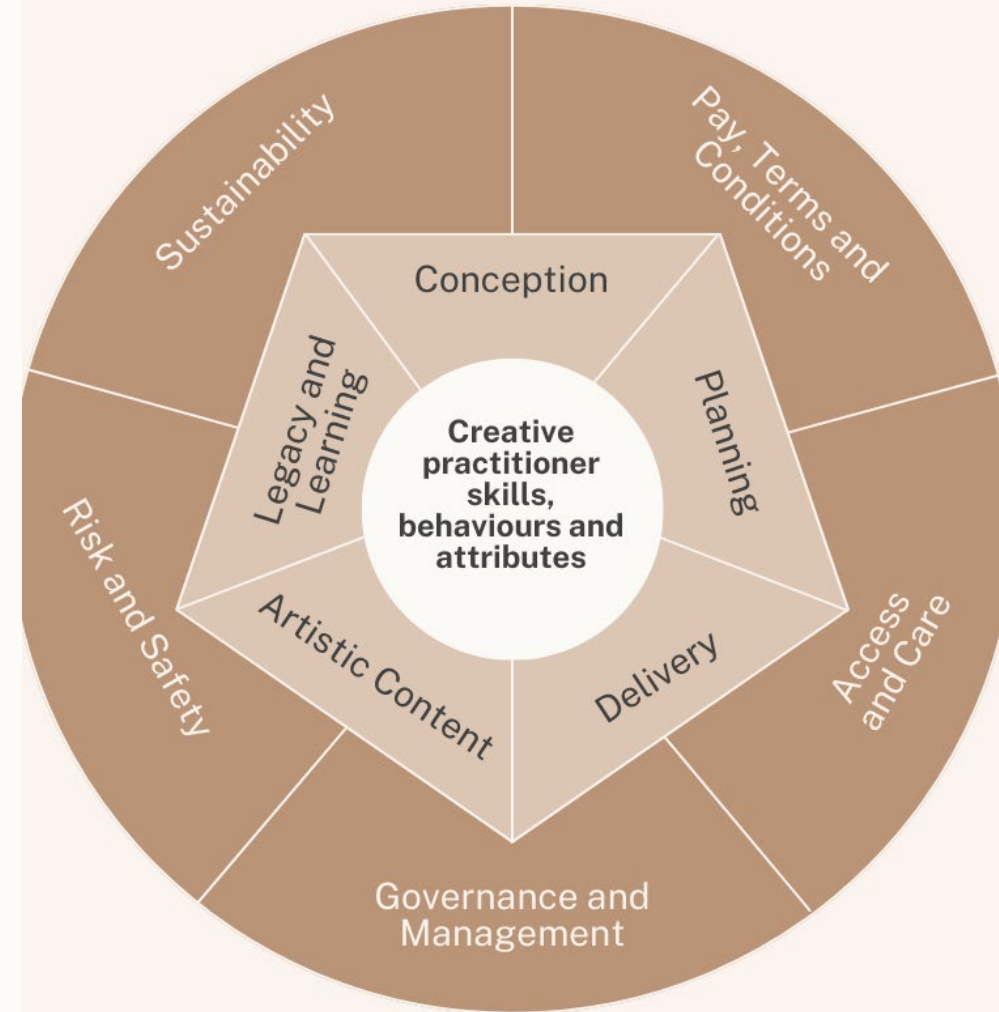 Sustainability
Pay, Terms and
Conditions
Conception
Legacy and
Learning
Planning
Creative
practitioner
skills,
behaviours and
attributes
Risk and Safety
Artistic Content
Delivery
Access
and Care
Governance and
Management